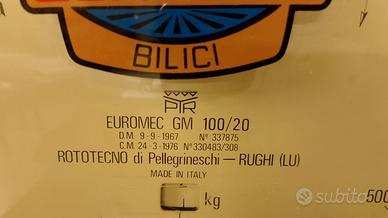 BILICI
PTR
EUROMEC GM 100/20
D.M. 9-9-1967 N° 337875
C.M. 24-3-1976 N° 330483/308
ROTOTECNO di Pellegrineschi — RUGHI (LU)
MADE IN ITALY
kg
500
subito